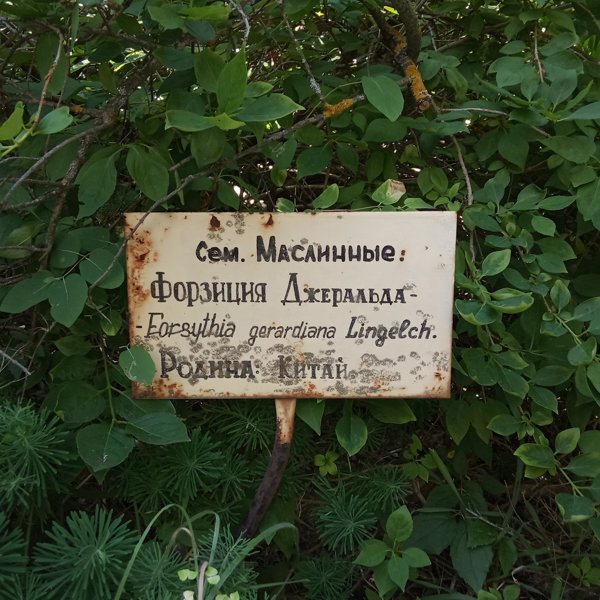 Сем. Маслинные:
Форзиция Джеральда-
-Forsythia gerardiana Lingelch.
Родина: Китай